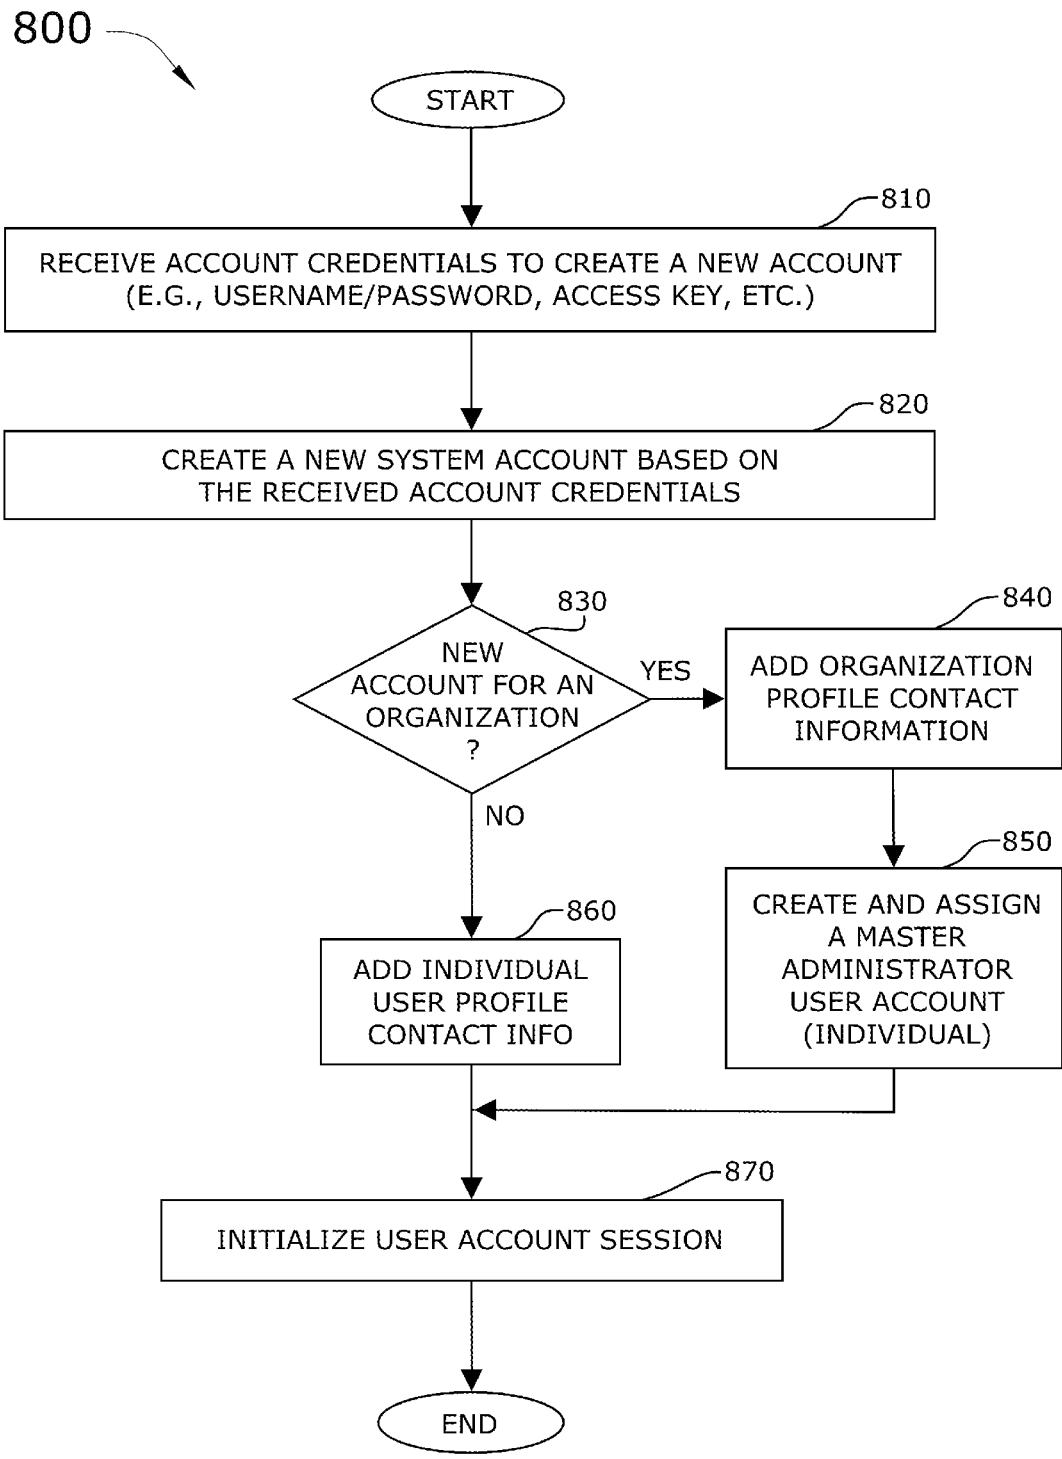 800
START
810
RECEIVE ACCOUNT CREDENTIALS TO CREATE A NEW ACCOUNT
(E.G., USERNAME/PASSWORD, ACCESS KEY, ETC.)
820
CREATE A NEW SYSTEM ACCOUNT BASED ON
THE RECEIVED ACCOUNT CREDENTIALS
830
NEW
ACCOUNT FOR AN
ORGANIZATION
?
YES
840
ADD ORGANIZATION
PROFILE CONTACT
INFORMATION
NO
850
CREATE AND ASSIGN
A MASTER
ADMINISTRATOR
USER ACCOUNT
(INDIVIDUAL)
860
ADD INDIVIDUAL
USER PROFILE
CONTACT INFO
870
INITIALIZE USER ACCOUNT SESSION
END